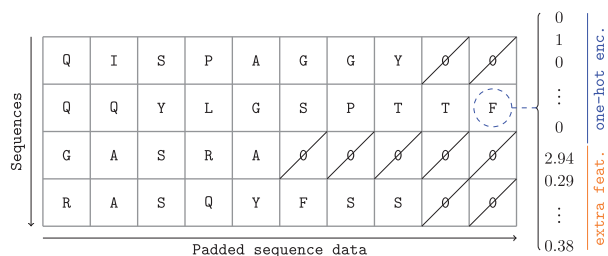 Q I S P A G G Y 0 0
Q Q Y L G S P T T F
G A S R A 0 0 0 0 0
R A S Q Y F S S 0 0
Sequences
Padded sequence data
0
1
0
⋮
0
2.94
0.29
⋮
0.38
one-hot enc.
extra feat.